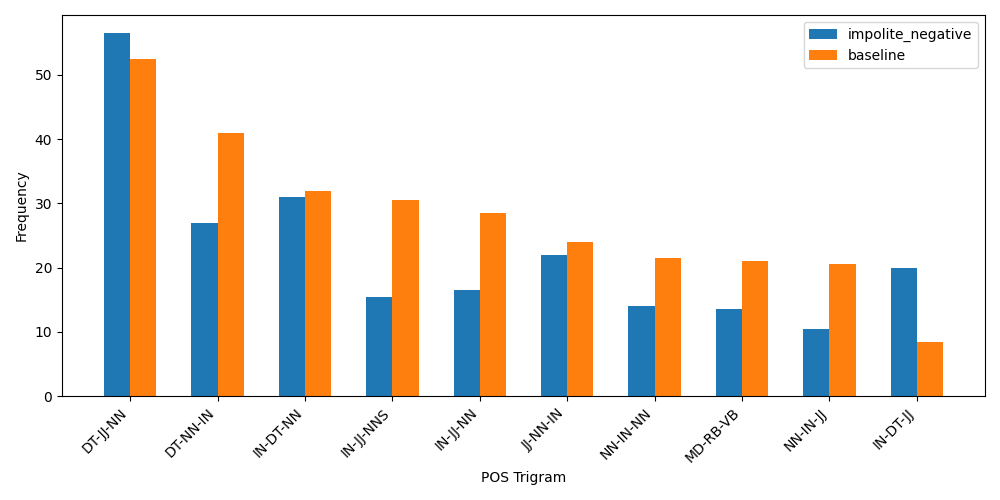 impolite_negative
baseline
Frequency
50
40
30
20
10
0
DT-JJ-NN
DT-NN-IN
IN-DT-NN
IN-JJ-NNS
IN-JJ-NN
JJ-NN-IN
NN-IN-NN
MD-RB-VB
NN-IN-JJ
IN-DT-JJ
POS Trigram